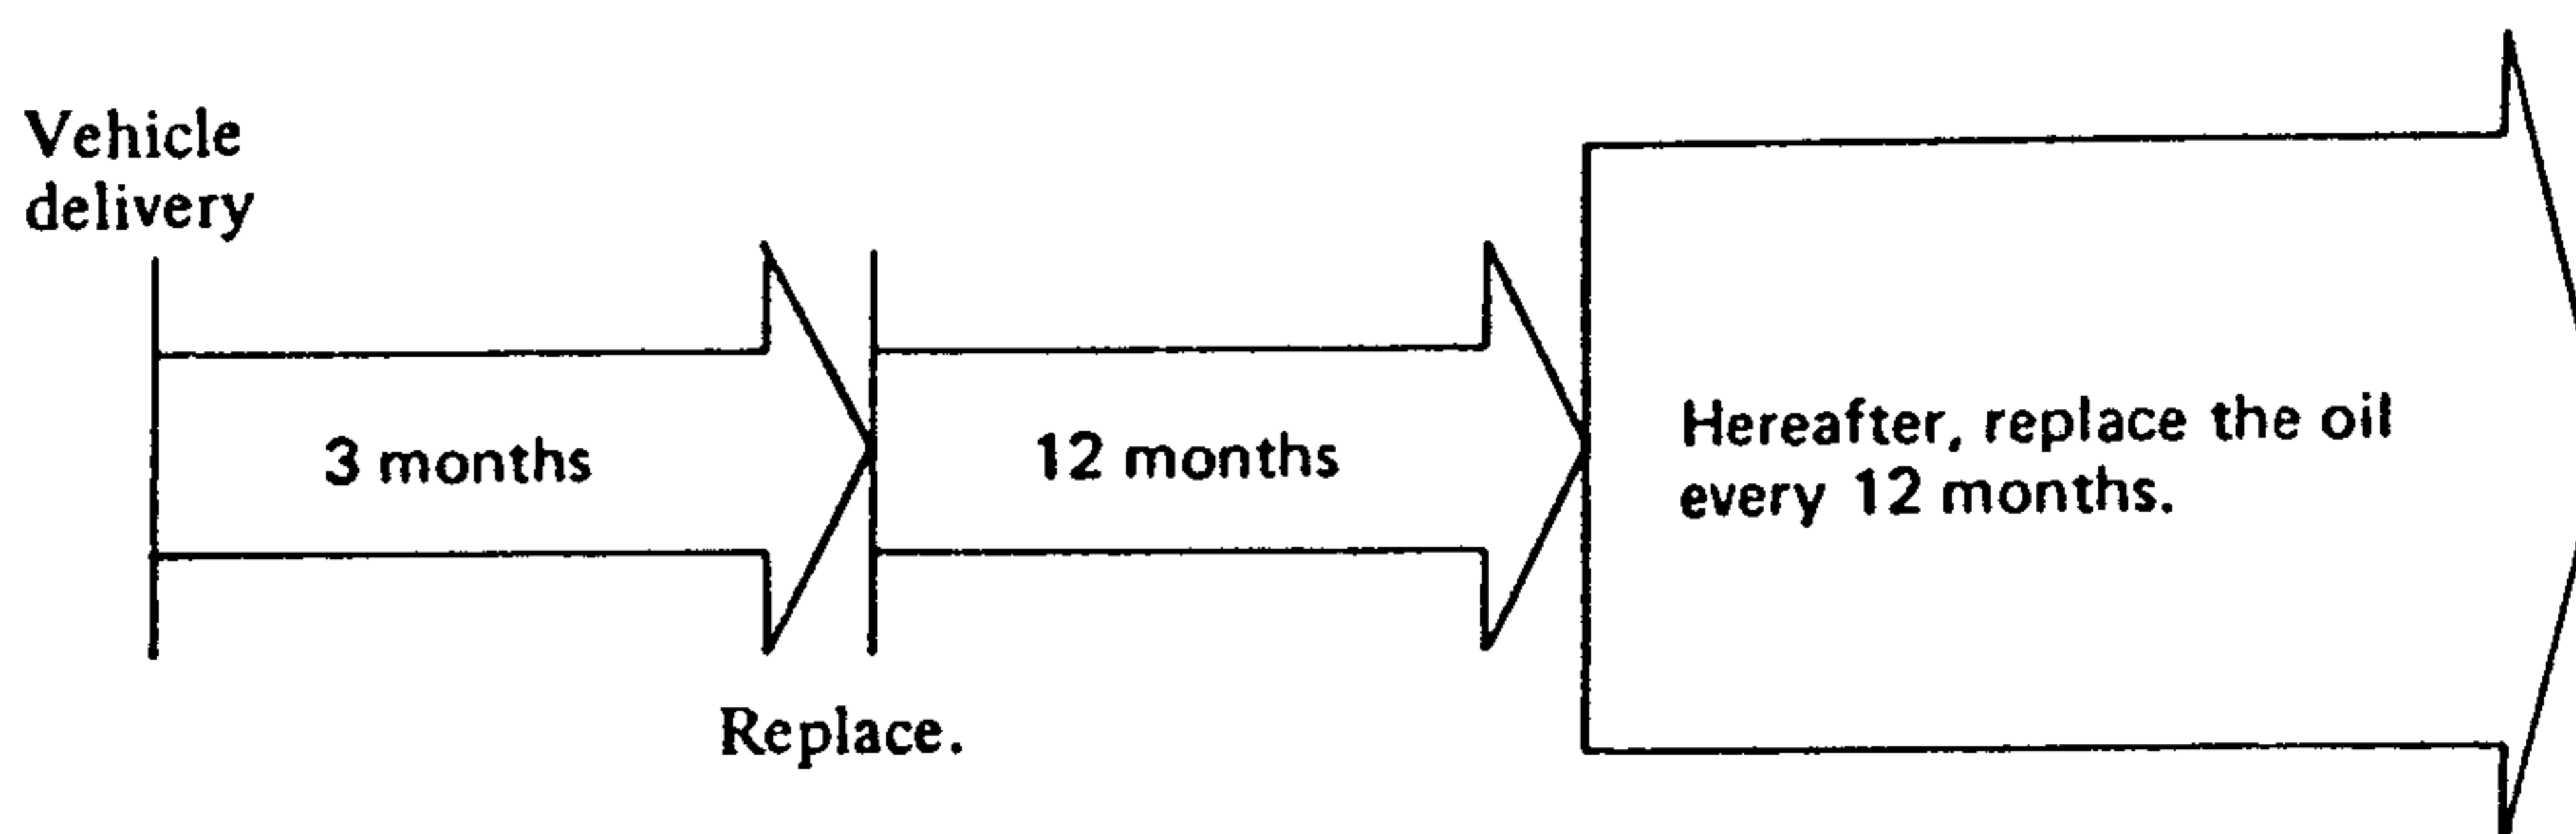 Vehicle
delivery
3 months
12 months
Hereafter, replace the oil
every 12 months.
Replace.